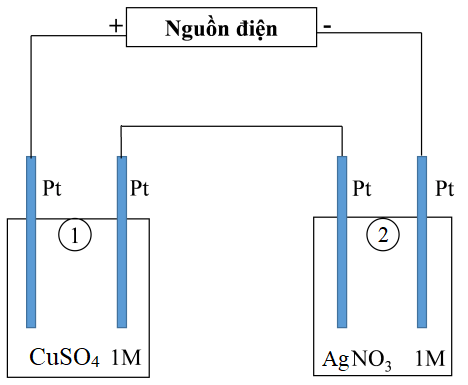 + Nguồn điện -
Pt Pt Pt Pt
1 2
CuSO₄ 1M AgNO₃ 1M